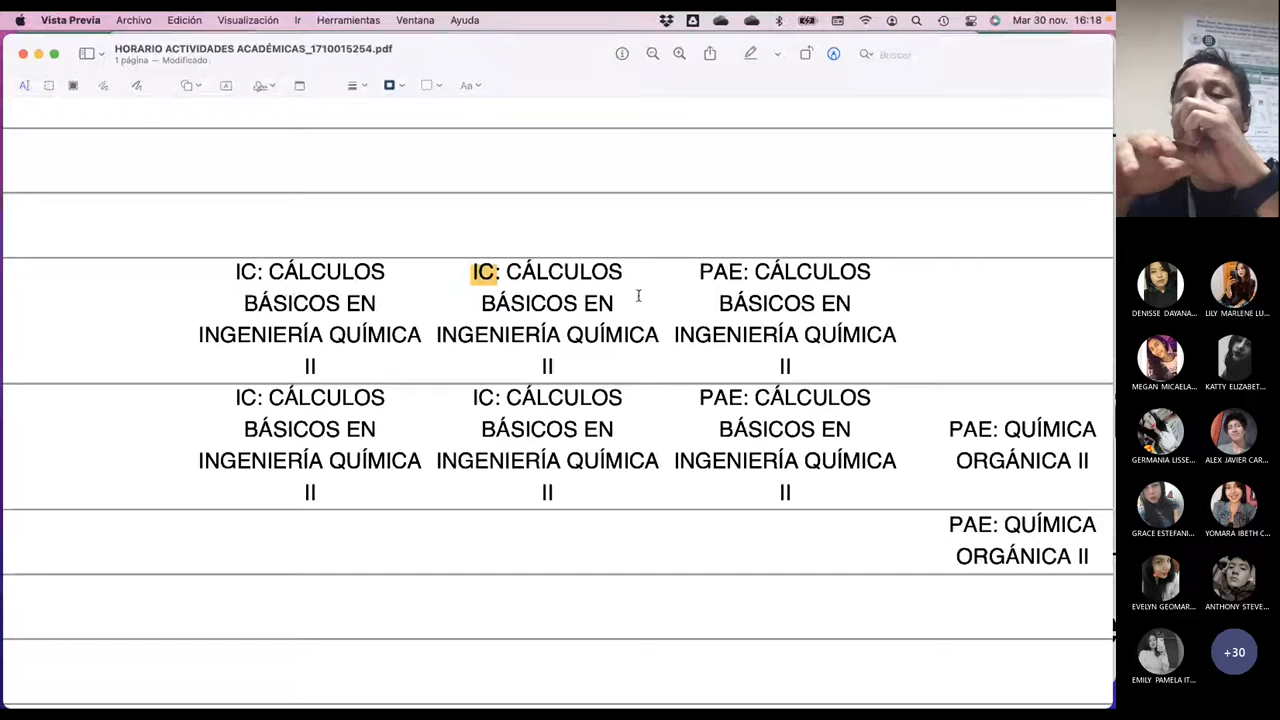 Vista Previa Archivo Edición Visualización Ir Herramientas Ventana Ayuda Mar 30 nov. 16:18
HORARIO ACTIVIDADES ACADÉMICAS_1710015254.pdf
1 página — Modificado
Buscar
Aa
IC: CÁLCULOS
BÁSICOS EN
INGENIERÍA QUÍMICA
II
IC: CÁLCULOS
BÁSICOS EN
INGENIERÍA QUÍMICA
II
PAE: CÁLCULOS
BÁSICOS EN
INGENIERÍA QUÍMICA
II
IC: CÁLCULOS
BÁSICOS EN
INGENIERÍA QUÍMICA
II
IC: CÁLCULOS
BÁSICOS EN
INGENIERÍA QUÍMICA
II
PAE: CÁLCULOS
BÁSICOS EN
INGENIERÍA QUÍMICA
II
PAE: QUÍMICA
ORGÁNICA II
PAE: QUÍMICA
ORGÁNICA II
DENISSE DAYANA...
LILY MARLENE LU...
MEGAN MICAELA...
KATTY ELIZABET...
GERMANIA LISSE...
ALEX JAVIER CAR...
GRACE ESTEFANI...
YOMARA IBETH C...
EVELYN GEOMAR...
ANTHONY STEVE...
EMILY PAMELA IT...
+30